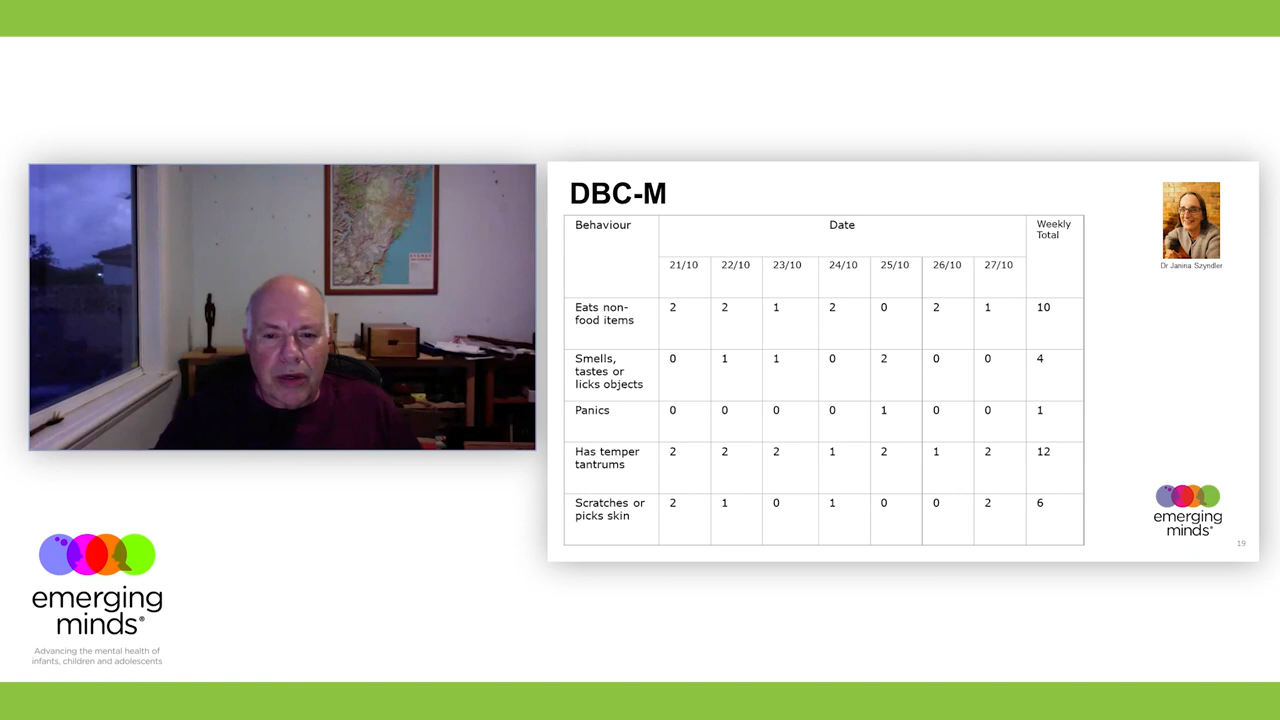 DBC-M
Behaviour Date Weekly
Total
21/10 22/10 23/10 24/10 25/10 26/10 27/10
Eats non-
food items 2 2 1 2 0 2 1 10
Smells,
tastes or
licks objects 0 1 1 0 2 0 0 4
Panics 0 0 0 0 1 0 0 1
Has temper
tantrums 2 2 2 1 2 1 2 12
Scratches or
picks skin 2 1 0 1 0 0 2 6
Dr Janina Szyndler
emerging
minds®
19
emerging
minds®
Advancing the mental health of
infants, children and adolescents